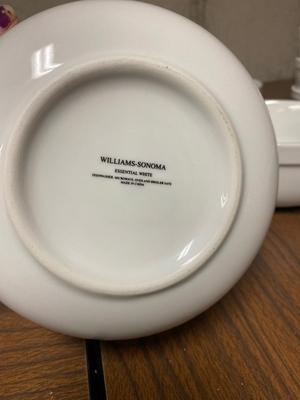 WILLIAMS-SONOMA
ESSENTIAL WHITE
DISHWASHER, MICROWAVE, OVEN AND BROILER SAFE
MADE IN CHINA